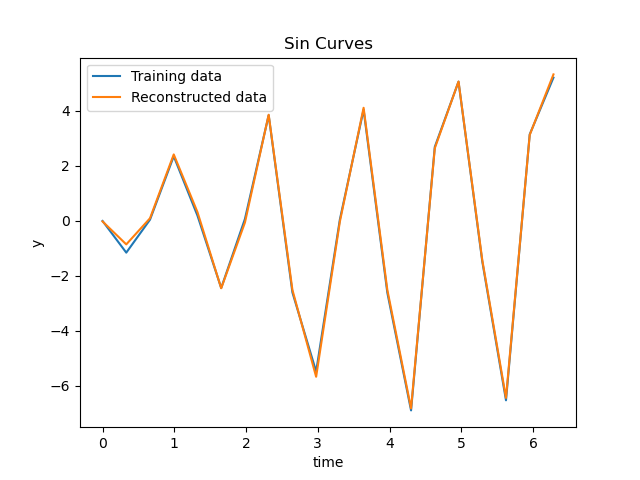 Sin Curves
Training data
Reconstructed data
4
2
0
−2
−4
−6
y
0 1 2 3 4 5 6
time